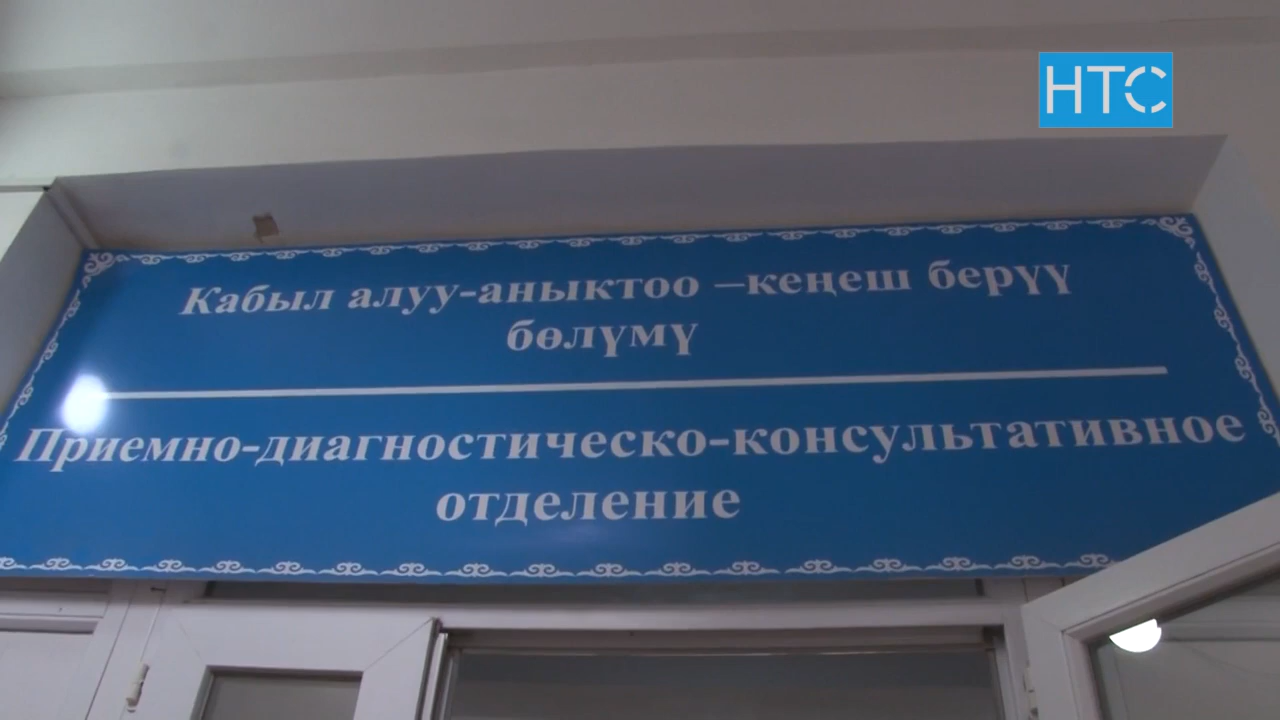 НТС
Кабыл алуу-аныктоо –кеңеш берүү
бөлүмү
Приемно-диагностическо-консультативное
отделение